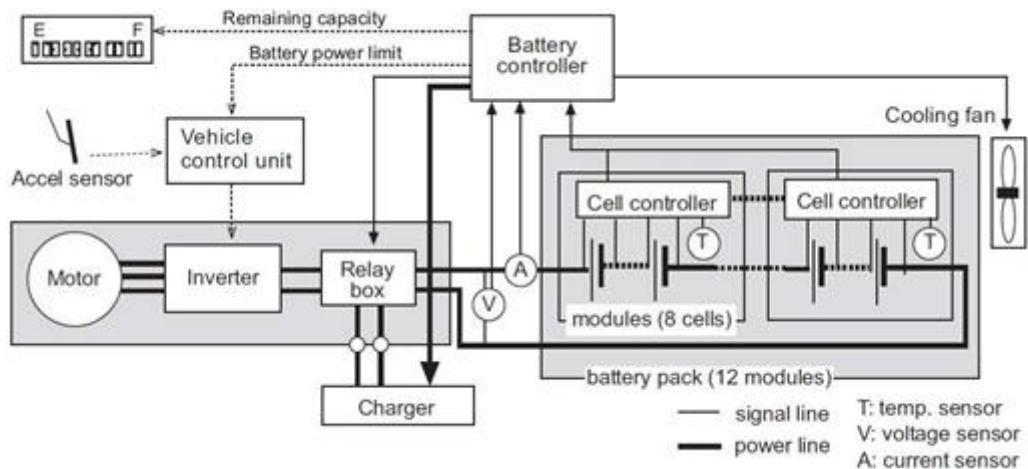 Remaining capacity
E F
Battery power limit
Battery
controller
Cooling fan
Accel sensor
Vehicle
control unit
Cell controller
Cell controller
T
T
Motor
Inverter
Relay
box
A
V
modules (8 cells)
battery pack (12 modules)
Charger
signal line
power line
T: temp. sensor
V: voltage sensor
A: current sensor